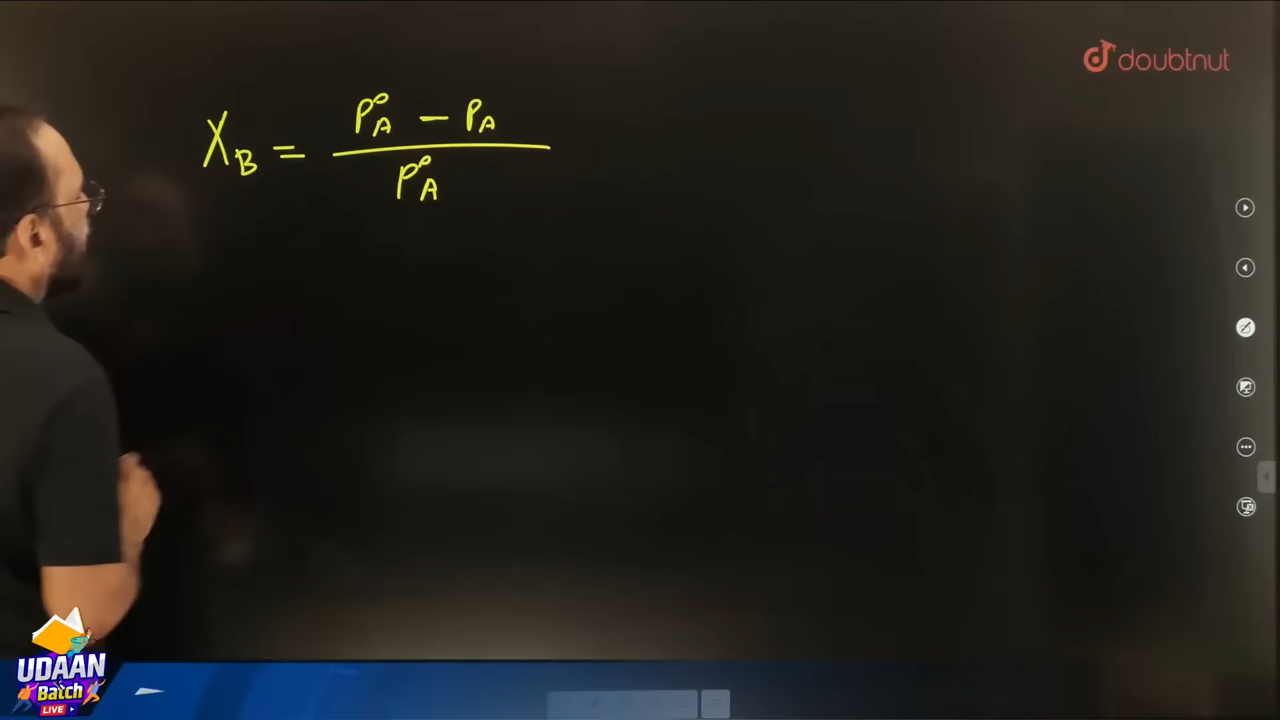 doubtnut
X_B = (P°_A - P_A) / P°_A
UDAAN
Batch
LIVE